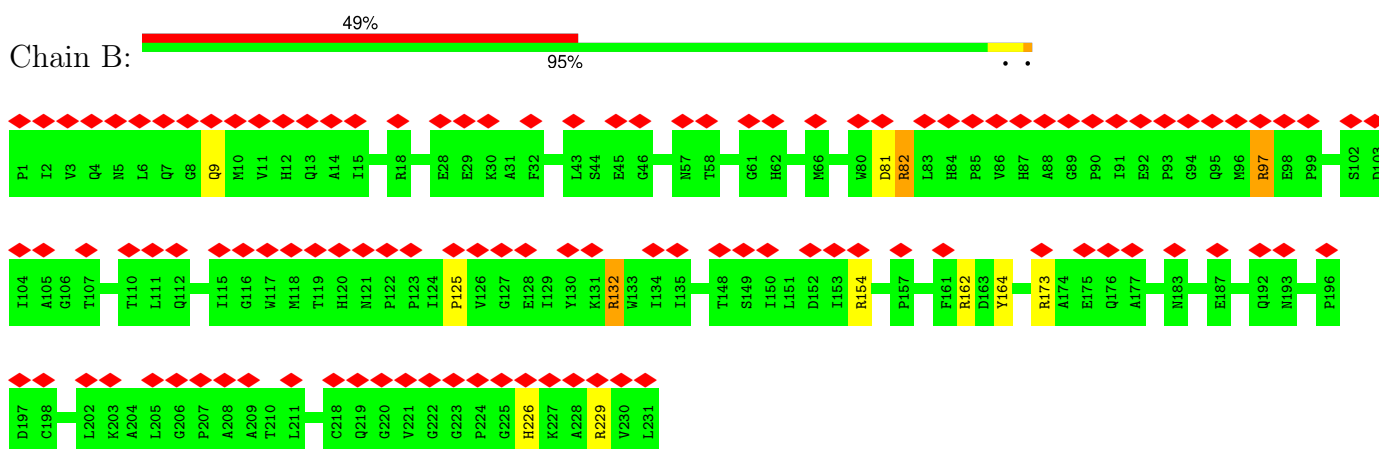 49%
Chain B:
95%
. .
P1 I2 V3 Q4 N5 L6 Q7 G8 Q9 M10 V11 H12 Q13 A14 I15 R18 E28 E29 K30 A31 F32 L43 S44 E45 G46 N57 T58 G61 H62 M66 W80 D81 R82 L83 H84 P85 V86 H87 A88 G89 P90 I91 E92 P93 G94 Q95 M96 R97 E98 P99 S102 D103
I104 A105 G106 T107 T110 L111 Q112 I115 G116 W117 M118 T119 H120 N121 P122 P123 I124 P125 V126 G127 E128 I129 Y130 K131 R132 W133 I134 I135 T148 S149 I150 L151 D152 I153 R154 P157 F161 R162 D163 Y164 R173 A174 E175 Q176 A177 N183 E187 Q192 N193 P196
D197 C198 L202 K203 A204 L205 G206 P207 A208 A209 T210 L211 C218 Q219 G220 V221 G222 G223 P224 G225 H226 K227 A228 R229 V230 L231